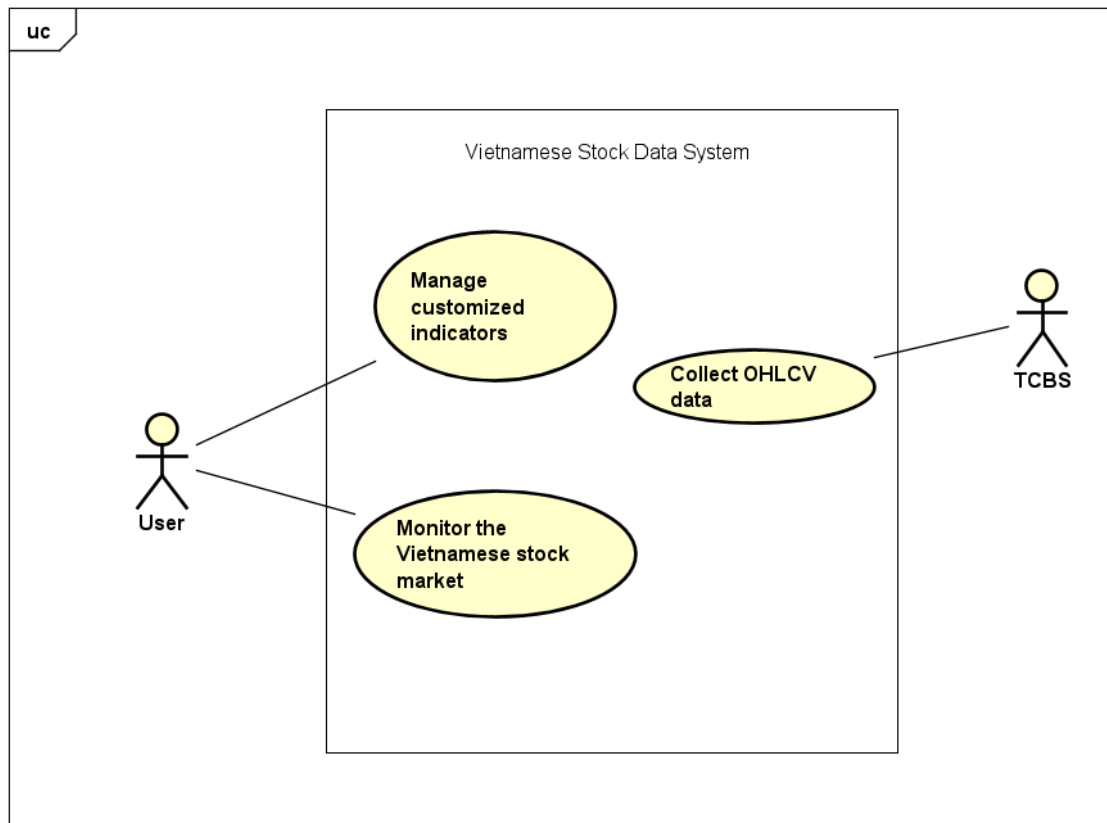 uc
Vietnamese Stock Data System
Manage
customized
indicators
Collect OHLCV
data
TCBS
User
Monitor the
Vietnamese stock
market